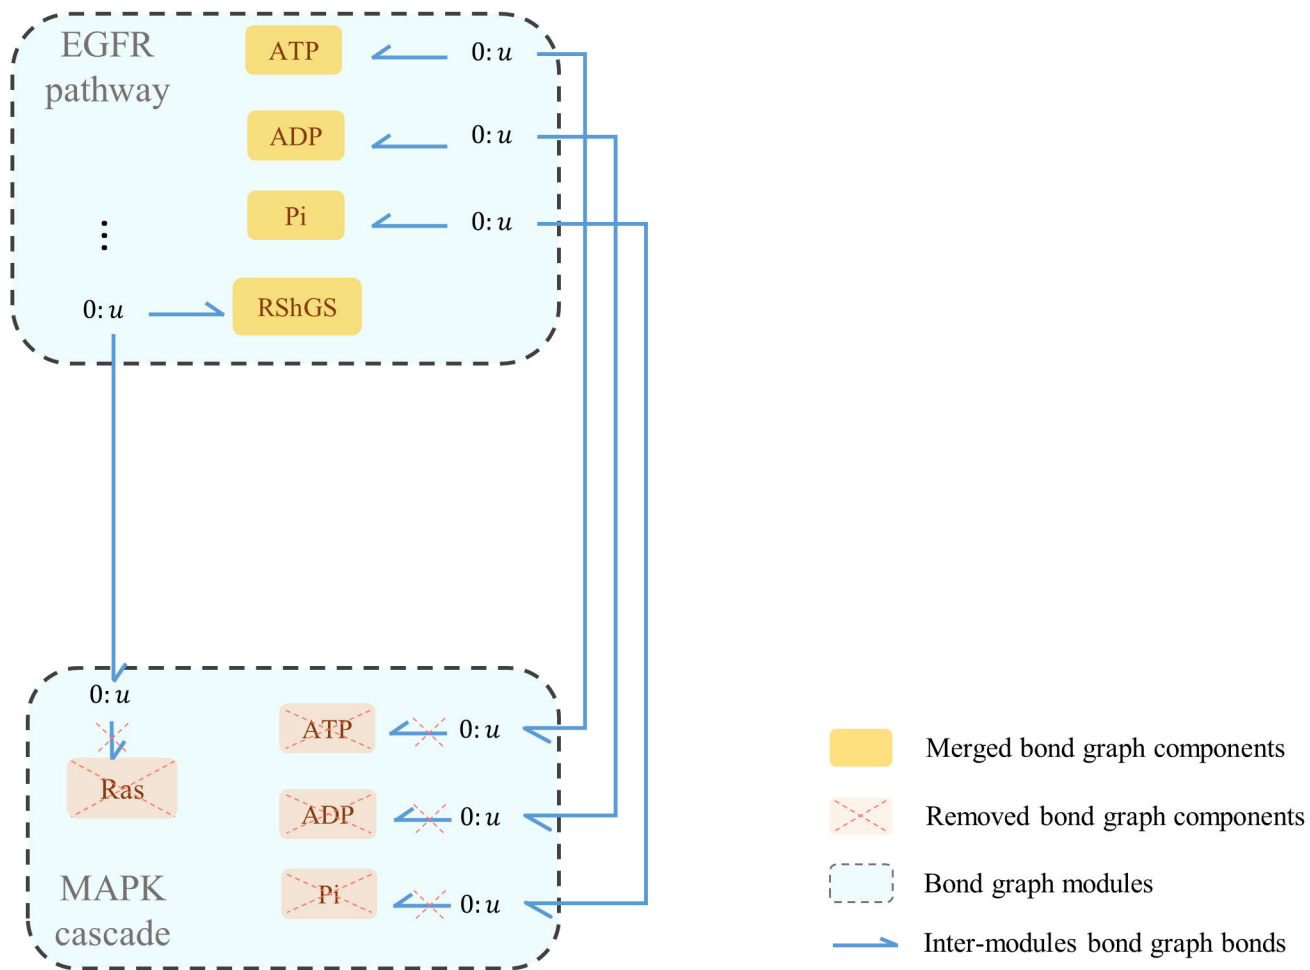 EGFR
pathway
ATP
0: u
ADP
0: u
Pi
0: u
0: u
RShGS
0: u
Ras
ATP
0: u
ADP
0: u
Pi
0: u
MAPK
cascade
Merged bond graph components
Removed bond graph components
Bond graph modules
Inter-modules bond graph bonds